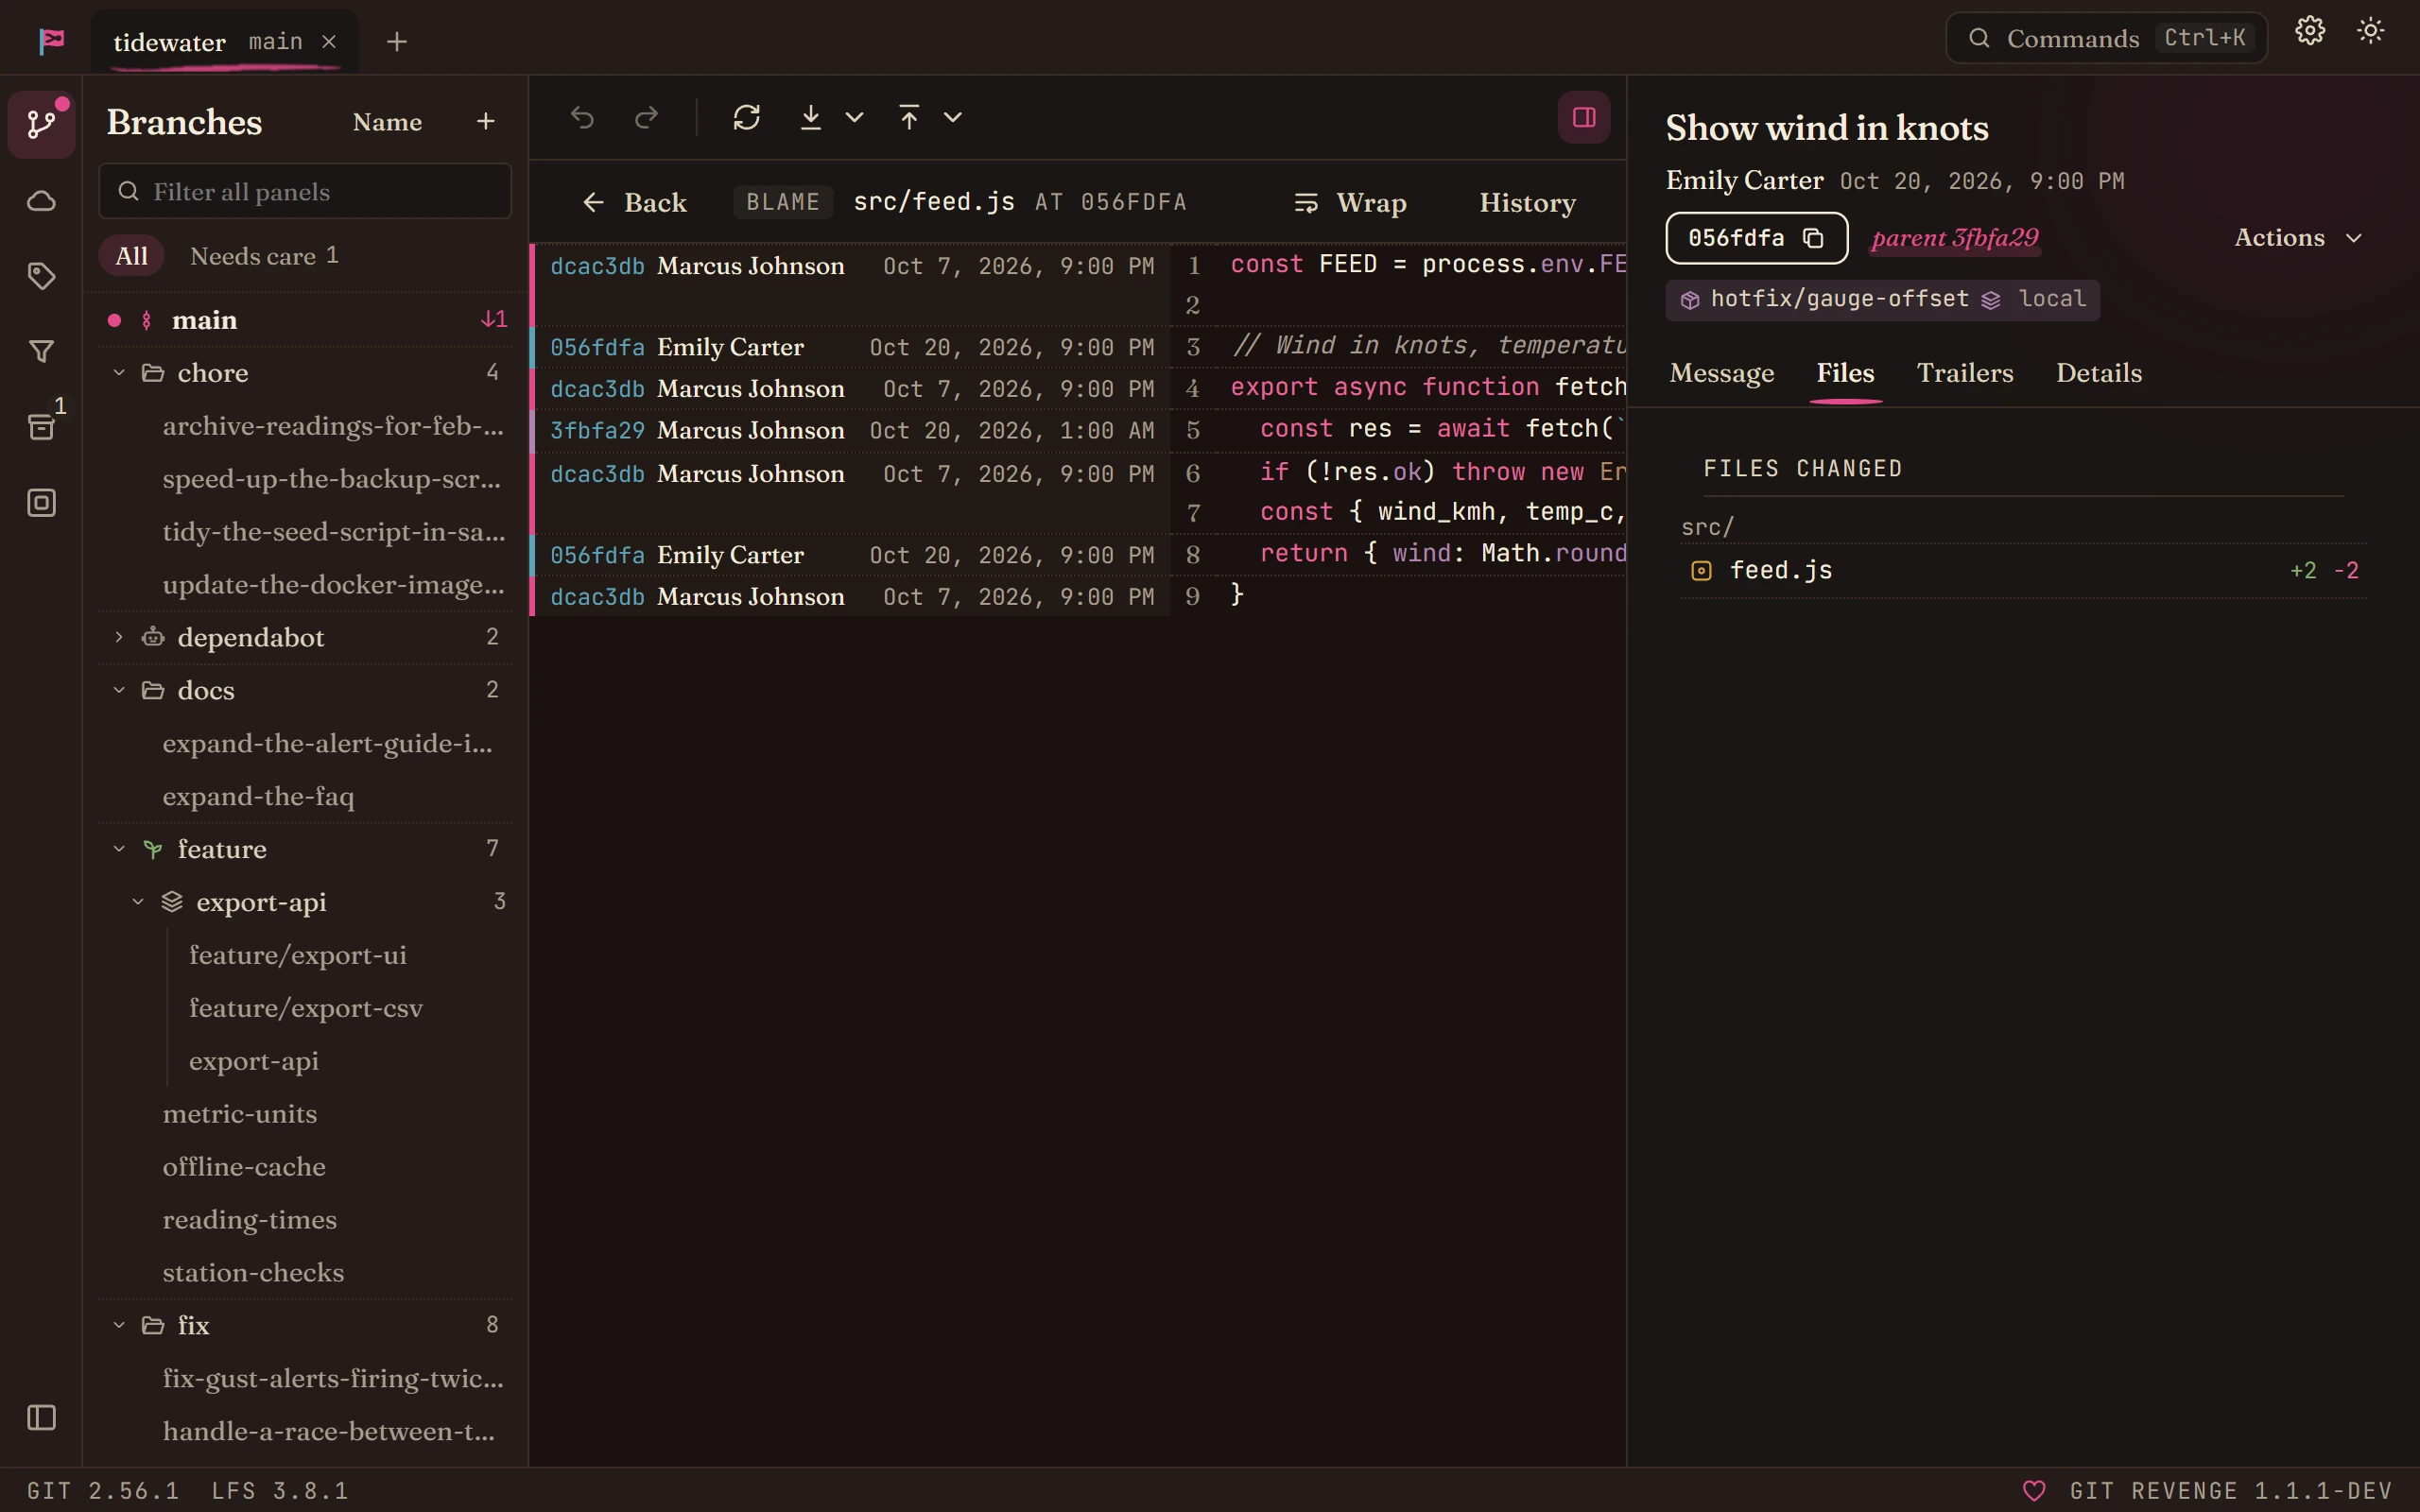 tidewater main
Commands Ctrl+K
Branches Name
Filter all panels
All Needs care 1
main ↓1
chore 4
archive-readings-for-feb-...
speed-up-the-backup-scr...
tidy-the-seed-script-in-sa...
update-the-docker-image...
dependabot 2
docs 2
expand-the-alert-guide-i...
expand-the-faq
feature 7
export-api 3
feature/export-ui
feature/export-csv
export-api
metric-units
offline-cache
reading-times
station-checks
fix 8
fix-gust-alerts-firing-twic...
handle-a-race-between-t...
1
Back BLAME src/feed.js AT 056FDFA Wrap History
dcac3db Marcus Johnson Oct 7, 2026, 9:00 PM 1 const FEED = process.env.FE
2
056fdfa Emily Carter Oct 20, 2026, 9:00 PM 3 // Wind in knots, temperatu
dcac3db Marcus Johnson Oct 7, 2026, 9:00 PM 4 export async function fetch
3fbfa29 Marcus Johnson Oct 20, 2026, 1:00 AM 5 const res = await fetch(`
dcac3db Marcus Johnson Oct 7, 2026, 9:00 PM 6 if (!res.ok) throw new Er
7 const { wind_kmh, temp_c,
056fdfa Emily Carter Oct 20, 2026, 9:00 PM 8 return { wind: Math.round
dcac3db Marcus Johnson Oct 7, 2026, 9:00 PM 9 }
Show wind in knots
Emily Carter Oct 20, 2026, 9:00 PM
056fdfa parent 3fbfa29 Actions
hotfix/gauge-offset local
Message Files Trailers Details
FILES CHANGED
src/
feed.js +2 -2
GIT 2.56.1 LFS 3.8.1
GIT REVENGE 1.1.1-DEV